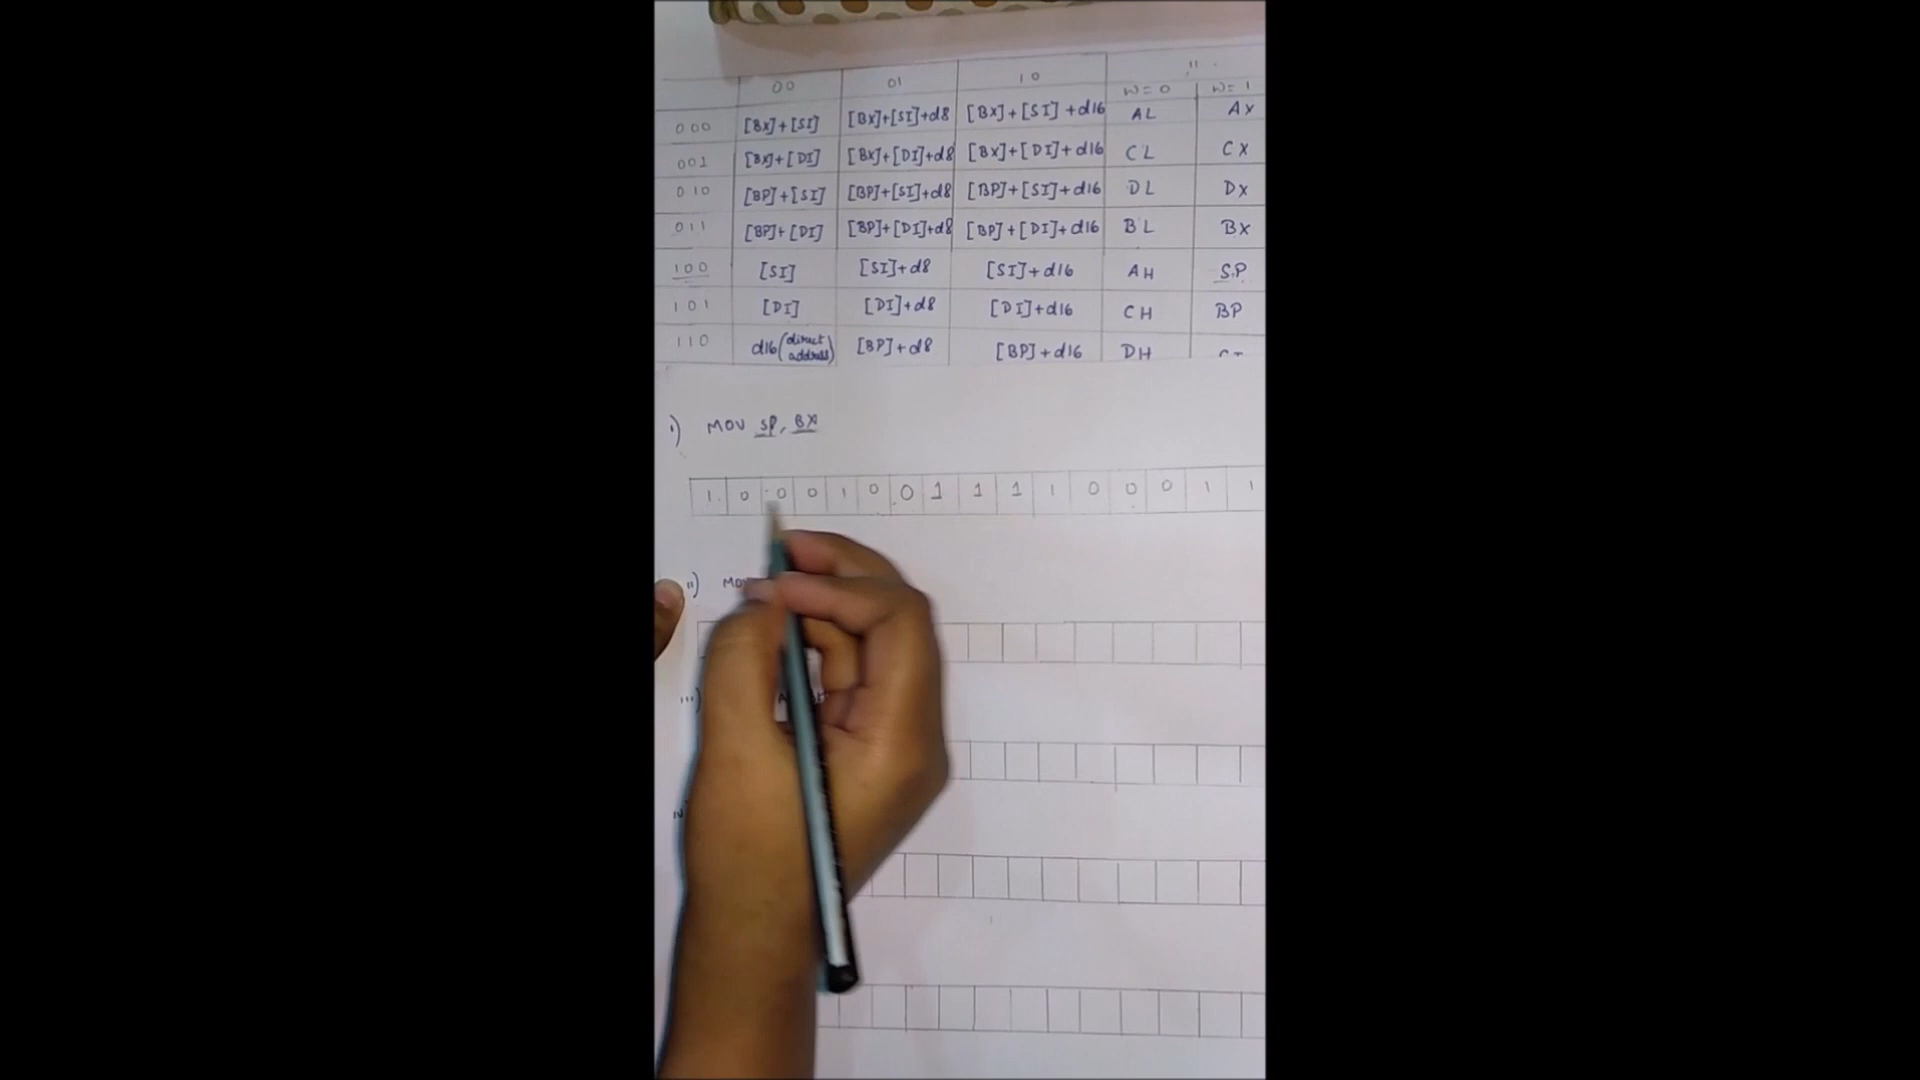 00 01 10 11
W=0 W=1
000 [BX]+[SI] [BX]+[SI]+d8 [BX]+[SI]+d16 AL AX
001 [BX]+[DI] [BX]+[DI]+d8 [BX]+[DI]+d16 CL CX
010 [BP]+[SI] [BP]+[SI]+d8 [BP]+[SI]+d16 DL DX
011 [BP]+[DI] [BP]+[DI]+d8 [BP]+[DI]+d16 BL BX
100 [SI] [SI]+d8 [SI]+d16 AH SP
101 [DI] [DI]+d8 [DI]+d16 CH BP
110 d16(direct address) [BP]+d8 [BP]+d16 DH
i) MOV SP, BX
1 0 0 0 1 0 0 1 1 1 1 0 0 0 1 1
ii) MOV
iii)